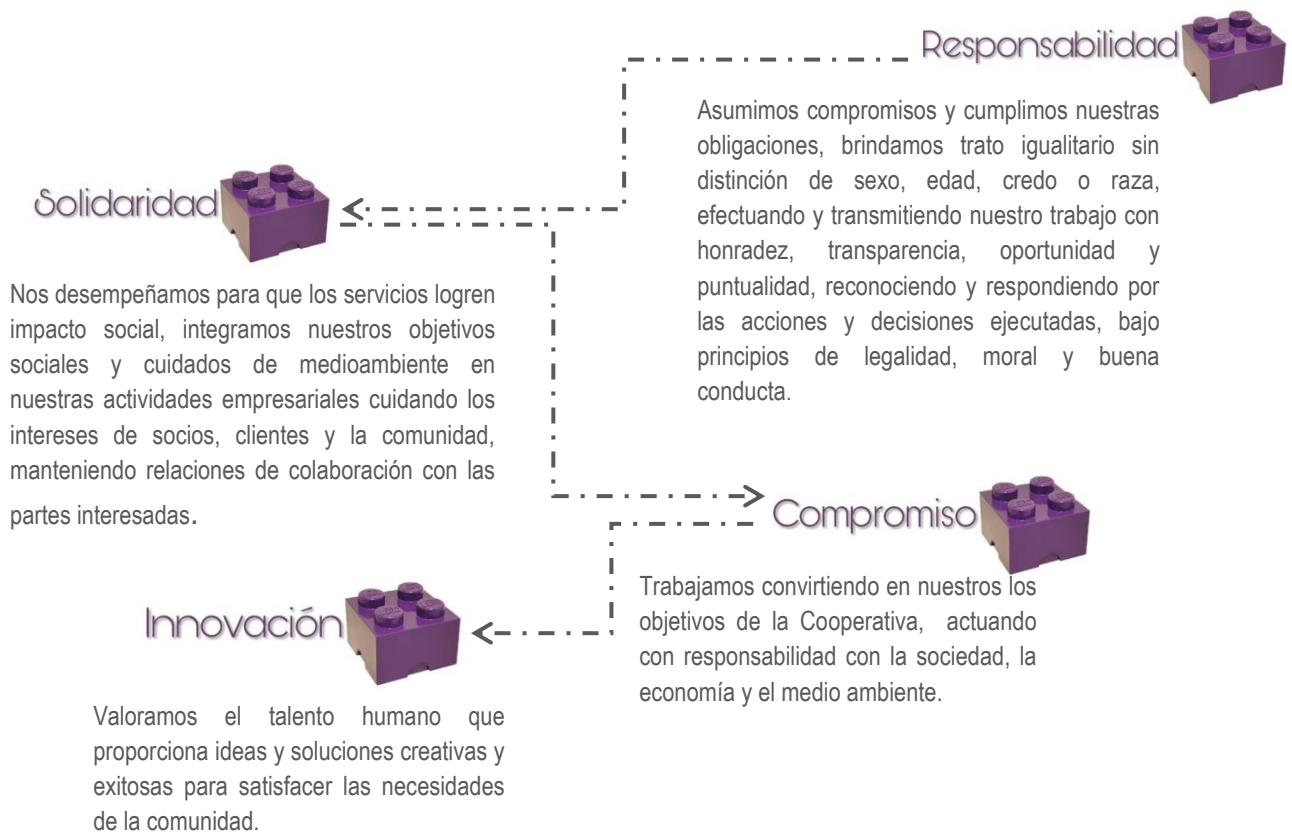 Responsabilidad
Asumimos compromisos y cumplimos nuestras
obligaciones, brindamos trato igualitario sin
distinción de sexo, edad, credo o raza,
efectuando y transmitiendo nuestro trabajo con
honradez, transparencia, oportunidad y
puntualidad, reconociendo y respondiendo por
las acciones y decisiones ejecutadas, bajo
principios de legalidad, moral y buena
conducta.
Solidaridad
Nos desempeñamos para que los servicios logren
impacto social, integramos nuestros objetivos
sociales y cuidados de medioambiente en
nuestras actividades empresariales cuidando los
intereses de socios, clientes y la comunidad,
manteniendo relaciones de colaboración con las
partes interesadas.
Compromiso
Trabajamos convirtiendo en nuestros los
objetivos de la Cooperativa, actuando
con responsabilidad con la sociedad, la
economía y el medio ambiente.
Innovación
Valoramos el talento humano que
proporciona ideas y soluciones creativas y
exitosas para satisfacer las necesidades
de la comunidad.